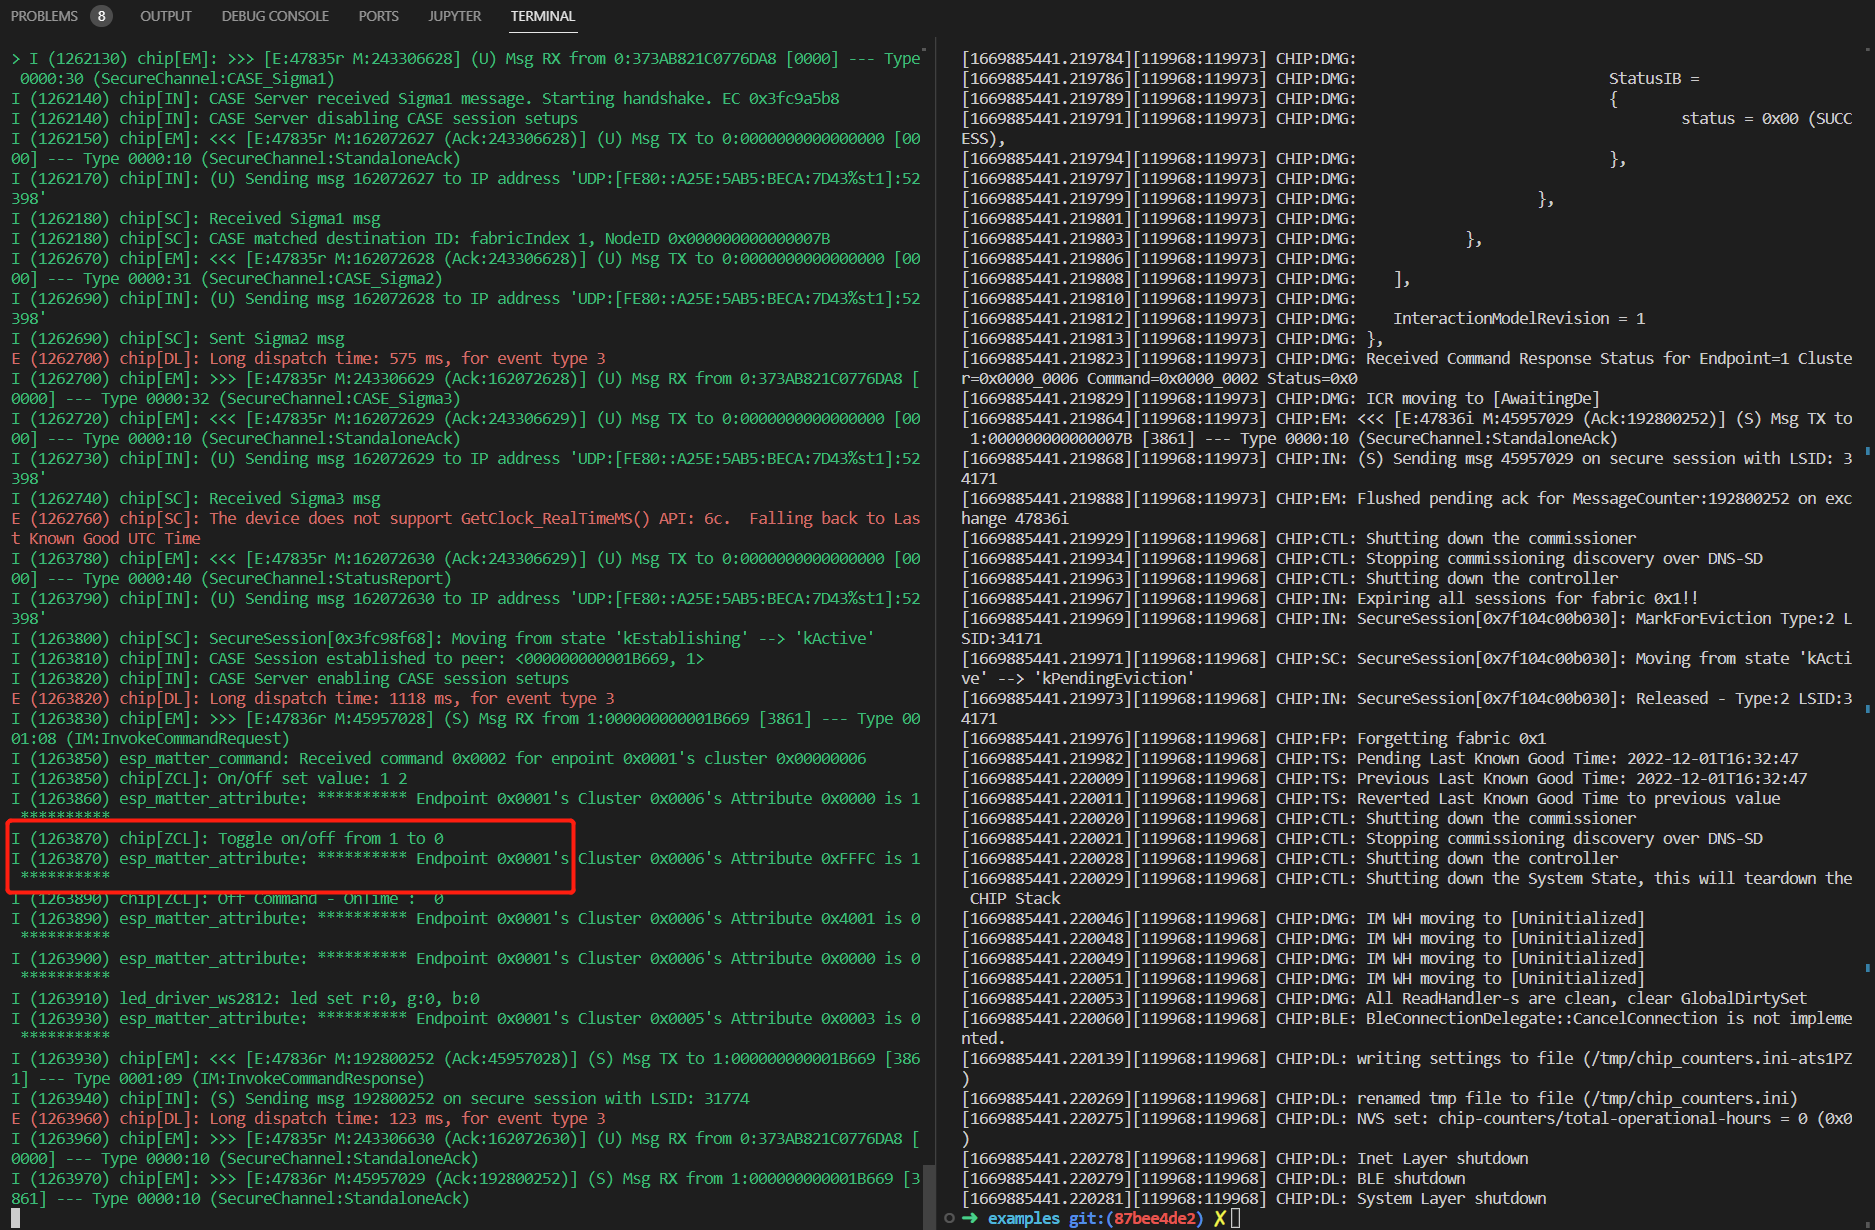 PROBLEMS 8 OUTPUT DEBUG CONSOLE PORTS JUPYTER TERMINAL
> I (1262130) chip[EM]: >>> [E:47835r M:243306628] (U) Msg RX from 0:373AB821C0776DA8 [0000] --- Type
0000:30 (SecureChannel:CASE_Sigma1)
I (1262140) chip[IN]: CASE Server received Sigma1 message. Starting handshake. EC 0x3fc9a5b8
I (1262140) chip[IN]: CASE Server disabling CASE session setups
I (1262150) chip[EM]: <<< [E:47835r M:162072627 (Ack:243306628)] (U) Msg TX to 0:0000000000000000 [00
00] --- Type 0000:10 (SecureChannel:StandaloneAck)
I (1262170) chip[IN]: (U) Sending msg 162072627 to IP address 'UDP:[FE80::A25E:5AB5:BECA:7D43%st1]:52
398'
I (1262180) chip[SC]: Received Sigma1 msg
I (1262180) chip[SC]: CASE matched destination ID: fabricIndex 1, NodeID 0x000000000000007B
I (1262670) chip[EM]: <<< [E:47835r M:162072628 (Ack:243306628)] (U) Msg TX to 0:0000000000000000 [00
00] --- Type 0000:31 (SecureChannel:CASE_Sigma2)
I (1262690) chip[IN]: (U) Sending msg 162072628 to IP address 'UDP:[FE80::A25E:5AB5:BECA:7D43%st1]:52
398'
I (1262690) chip[SC]: Sent Sigma2 msg
E (1262700) chip[DL]: Long dispatch time: 575 ms, for event type 3
I (1262700) chip[EM]: >>> [E:47835r M:243306629 (Ack:162072628)] (U) Msg RX from 0:373AB821C0776DA8 [
0000] --- Type 0000:32 (SecureChannel:CASE_Sigma3)
I (1262720) chip[EM]: <<< [E:47835r M:162072629 (Ack:243306629)] (U) Msg TX to 0:0000000000000000 [00
00] --- Type 0000:10 (SecureChannel:StandaloneAck)
I (1262730) chip[IN]: (U) Sending msg 162072629 to IP address 'UDP:[FE80::A25E:5AB5:BECA:7D43%st1]:52
398'
I (1262740) chip[SC]: Received Sigma3 msg
E (1262760) chip[SC]: The device does not support GetClock_RealTimeMS() API: 6c.  Falling back to Las
t Known Good UTC Time
I (1263780) chip[EM]: <<< [E:47835r M:162072630 (Ack:243306629)] (U) Msg TX to 0:0000000000000000 [00
00] --- Type 0000:40 (SecureChannel:StatusReport)
I (1263790) chip[IN]: (U) Sending msg 162072630 to IP address 'UDP:[FE80::A25E:5AB5:BECA:7D43%st1]:52
398'
I (1263800) chip[SC]: SecureSession[0x3fc98f68]: Moving from state 'kEstablishing' --> 'kActive'
I (1263810) chip[IN]: CASE Session established to peer: <000000000001B669, 1>
I (1263820) chip[IN]: CASE Server enabling CASE session setups
E (1263820) chip[DL]: Long dispatch time: 1118 ms, for event type 3
I (1263830) chip[EM]: >>> [E:47836r M:45957028] (S) Msg RX from 1:000000000001B669 [3861] --- Type 00
01:08 (IM:InvokeCommandRequest)
I (1263850) esp_matter_command: Received command 0x0002 for enpoint 0x0001's cluster 0x00000006
I (1263850) chip[ZCL]: On/Off set value: 1 2
I (1263860) esp_matter_attribute: ********** Endpoint 0x0001's Cluster 0x0006's Attribute 0x0000 is 1
**********
I (1263870) chip[ZCL]: Toggle on/off from 1 to 0
I (1263870) esp_matter_attribute: ********** Endpoint 0x0001's Cluster 0x0006's Attribute 0xFFFC is 1
**********
I (1263890) chip[ZCL]: Off Command - OnTime :  0
I (1263890) esp_matter_attribute: ********** Endpoint 0x0001's Cluster 0x0006's Attribute 0x4001 is 0
**********
I (1263900) esp_matter_attribute: ********** Endpoint 0x0001's Cluster 0x0006's Attribute 0x0000 is 0
**********
I (1263910) led_driver_ws2812: led set r:0, g:0, b:0
I (1263930) esp_matter_attribute: ********** Endpoint 0x0001's Cluster 0x0005's Attribute 0x0003 is 0
**********
I (1263930) chip[EM]: <<< [E:47836r M:192800252 (Ack:45957028)] (S) Msg TX to 1:000000000001B669 [386
1] --- Type 0001:09 (IM:InvokeCommandResponse)
I (1263940) chip[IN]: (S) Sending msg 192800252 on secure session with LSID: 31774
E (1263960) chip[DL]: Long dispatch time: 123 ms, for event type 3
I (1263960) chip[EM]: >>> [E:47835r M:243306630 (Ack:162072630)] (U) Msg RX from 0:373AB821C0776DA8 [
0000] --- Type 0000:10 (SecureChannel:StandaloneAck)
I (1263970) chip[EM]: >>> [E:47836r M:45957029 (Ack:192800252)] (S) Msg RX from 1:000000000001B669 [3
861] --- Type 0000:10 (SecureChannel:StandaloneAck)
[1669885441.219784][119968:119973] CHIP:DMG:
[1669885441.219786][119968:119973] CHIP:DMG: StatusIB =
[1669885441.219789][119968:119973] CHIP:DMG: {
[1669885441.219791][119968:119973] CHIP:DMG: status = 0x00 (SUCC
ESS),
[1669885441.219794][119968:119973] CHIP:DMG: },
[1669885441.219797][119968:119973] CHIP:DMG:
[1669885441.219799][119968:119973] CHIP:DMG: },
[1669885441.219801][119968:119973] CHIP:DMG:
[1669885441.219803][119968:119973] CHIP:DMG: },
[1669885441.219806][119968:119973] CHIP:DMG:
[1669885441.219808][119968:119973] CHIP:DMG: ],
[1669885441.219810][119968:119973] CHIP:DMG:
[1669885441.219812][119968:119973] CHIP:DMG: InteractionModelRevision = 1
[1669885441.219813][119968:119973] CHIP:DMG: },
[1669885441.219823][119968:119973] CHIP:DMG: Received Command Response Status for Endpoint=1 Cluste
r=0x0000_0006 Command=0x0000_0002 Status=0x0
[1669885441.219829][119968:119973] CHIP:DMG: ICR moving to [AwaitingDe]
[1669885441.219864][119968:119973] CHIP:EM: <<< [E:47836i M:45957029 (Ack:192800252)] (S) Msg TX to
1:000000000000007B [3861] --- Type 0000:10 (SecureChannel:StandaloneAck)
[1669885441.219868][119968:119973] CHIP:IN: (S) Sending msg 45957029 on secure session with LSID: 3
4171
[1669885441.219888][119968:119973] CHIP:EM: Flushed pending ack for MessageCounter:192800252 on exc
hange 47836i
[1669885441.219929][119968:119968] CHIP:CTL: Shutting down the commissioner
[1669885441.219934][119968:119968] CHIP:CTL: Stopping commissioning discovery over DNS-SD
[1669885441.219963][119968:119968] CHIP:CTL: Shutting down the controller
[1669885441.219967][119968:119968] CHIP:IN: Expiring all sessions for fabric 0x1!!
[1669885441.219969][119968:119968] CHIP:IN: SecureSession[0x7f104c00b030]: MarkForEviction Type:2 L
SID:34171
[1669885441.219971][119968:119968] CHIP:SC: SecureSession[0x7f104c00b030]: Moving from state 'kActi
ve' --> 'kPendingEviction'
[1669885441.219973][119968:119968] CHIP:IN: SecureSession[0x7f104c00b030]: Released - Type:2 LSID:3
4171
[1669885441.219976][119968:119968] CHIP:FP: Forgetting fabric 0x1
[1669885441.219982][119968:119968] CHIP:TS: Pending Last Known Good Time: 2022-12-01T16:32:47
[1669885441.220009][119968:119968] CHIP:TS: Previous Last Known Good Time: 2022-12-01T16:32:47
[1669885441.220011][119968:119968] CHIP:TS: Reverted Last Known Good Time to previous value
[1669885441.220020][119968:119968] CHIP:CTL: Shutting down the commissioner
[1669885441.220021][119968:119968] CHIP:CTL: Stopping commissioning discovery over DNS-SD
[1669885441.220028][119968:119968] CHIP:CTL: Shutting down the controller
[1669885441.220029][119968:119968] CHIP:CTL: Shutting down the System State, this will teardown the
CHIP Stack
[1669885441.220046][119968:119968] CHIP:DMG: IM WH moving to [Uninitialized]
[1669885441.220048][119968:119968] CHIP:DMG: IM WH moving to [Uninitialized]
[1669885441.220049][119968:119968] CHIP:DMG: IM WH moving to [Uninitialized]
[1669885441.220051][119968:119968] CHIP:DMG: IM WH moving to [Uninitialized]
[1669885441.220053][119968:119968] CHIP:DMG: All ReadHandler-s are clean, clear GlobalDirtySet
[1669885441.220060][119968:119968] CHIP:BLE: BleConnectionDelegate::CancelConnection is not impleme
nted.
[1669885441.220139][119968:119968] CHIP:DL: writing settings to file (/tmp/chip_counters.ini-ats1PZ
)
[1669885441.220269][119968:119968] CHIP:DL: renamed tmp file to file (/tmp/chip_counters.ini)
[1669885441.220275][119968:119968] CHIP:DL: NVS set: chip-counters/total-operational-hours = 0 (0x0
)
[1669885441.220278][119968:119968] CHIP:DL: Inet Layer shutdown
[1669885441.220279][119968:119968] CHIP:DL: BLE shutdown
[1669885441.220281][119968:119968] CHIP:DL: System Layer shutdown
➜ examples git:(87bee4de2) ✗